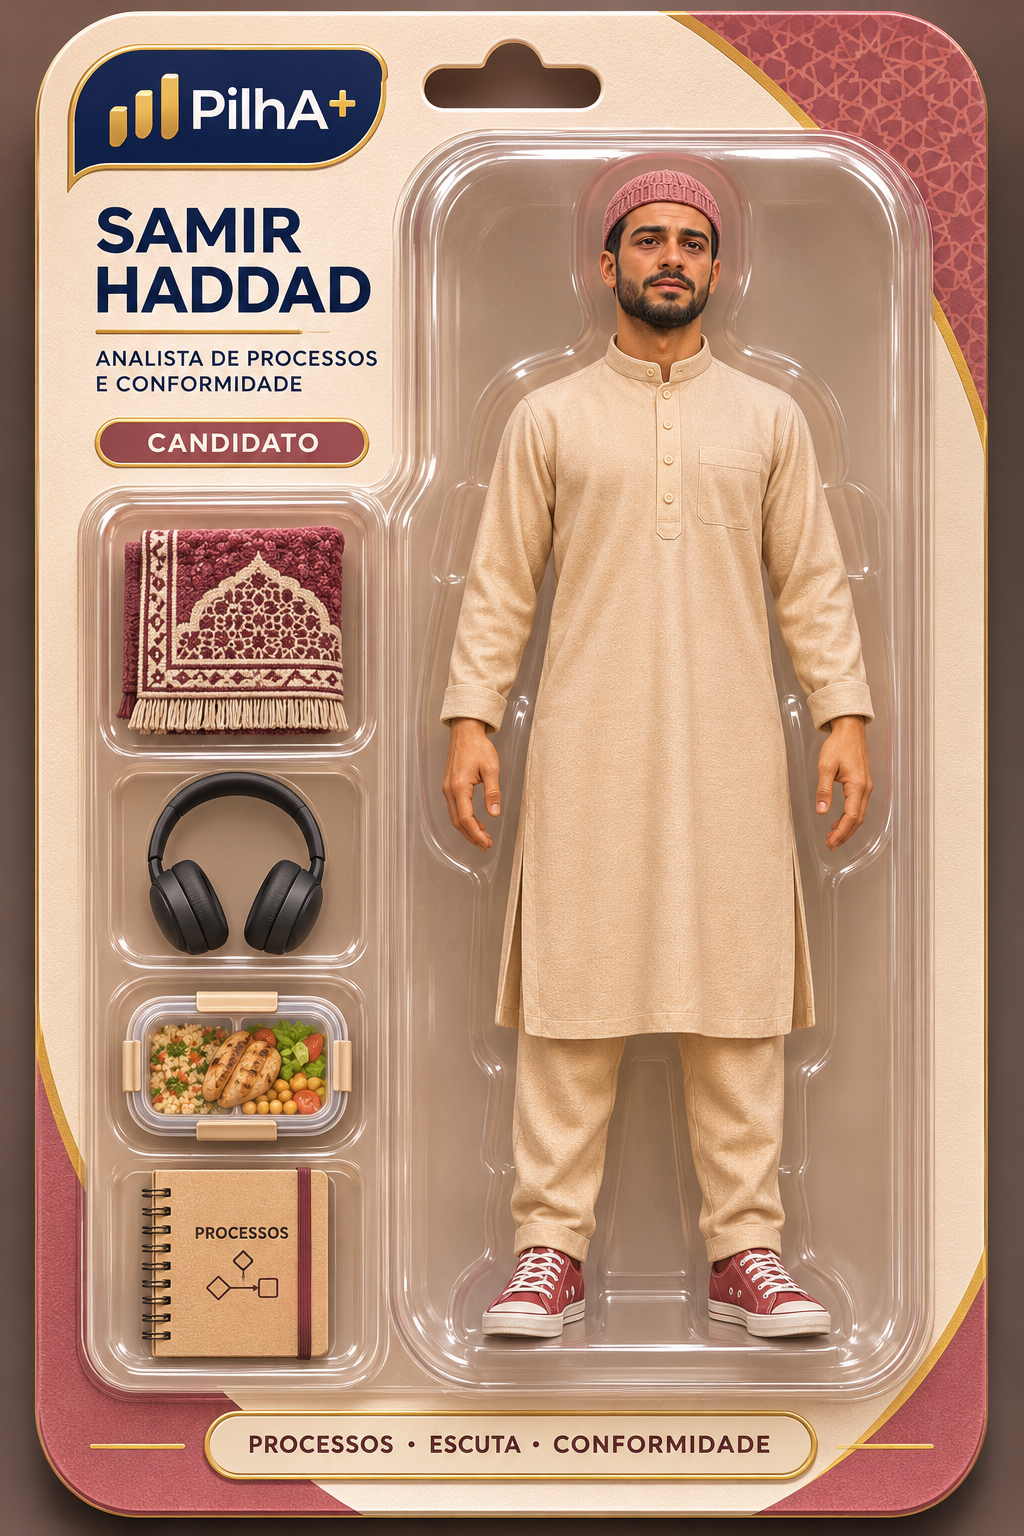 PilhA+
SAMIR
HADDAD
ANALISTA DE PROCESSOS
E CONFORMIDADE
CANDIDATO
PROCESSOS
PROCESSOS • ESCUTA • CONFORMIDADE